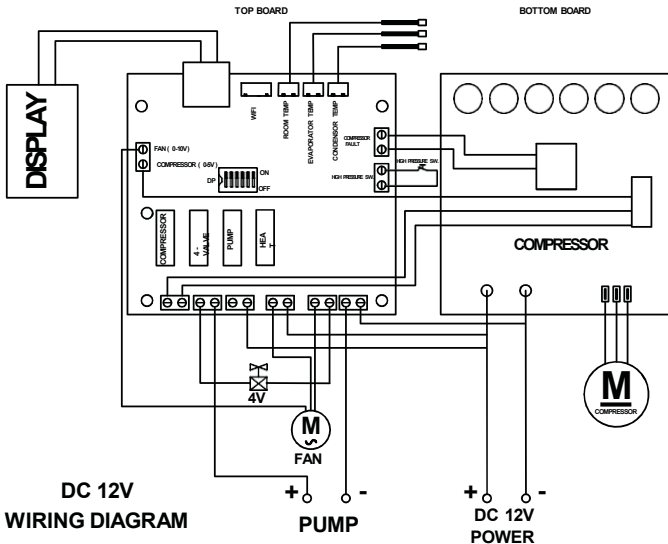 TOP BOARD
BOTTOM BOARD
DISPLAY
WIFI
ROOM TEMP
EVAPORATOR TEMP
CONDENSOR TEMP
FAN ( 0-10V)
COMPRESSOR ( 0-5V)
COMPRESSOR
FAULT
HIGH PRESSURE SW.
HIGH PRESSURE SW.
DP
ON
OFF
COMPRESSOR
4 -
VALVE
PUMP
HEA
T
COMPRESSOR
4V
M
FAN
M
COMPRESSOR
+
-
+
-
DC 12V
WIRING DIAGRAM
PUMP
DC 12V
POWER